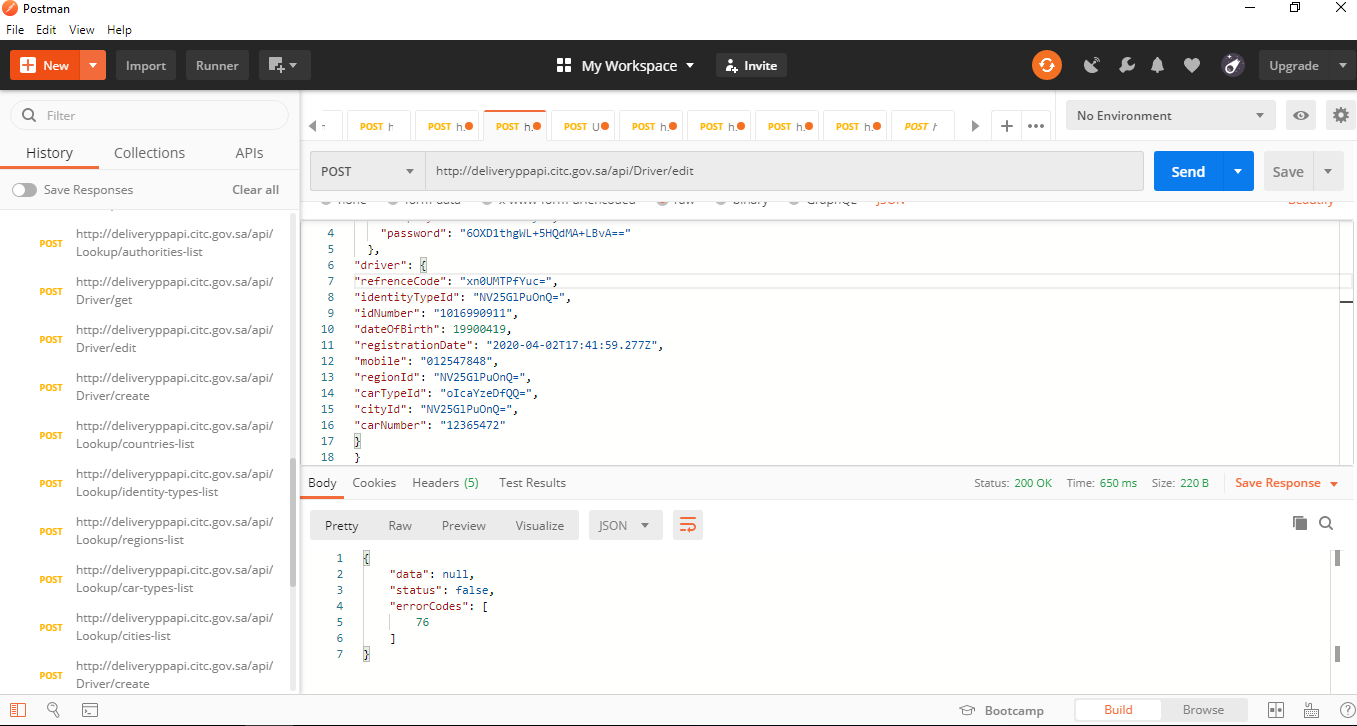 Postman
File Edit View Help
New Import Runner My Workspace Invite Upgrade
Filter
History Collections APIs
Save Responses Clear all
POST http://deliveryppapi.citc.gov.sa/api/
Lookup/authorities-list
POST http://deliveryppapi.citc.gov.sa/api/
Driver/get
POST http://deliveryppapi.citc.gov.sa/api/
Driver/edit
POST http://deliveryppapi.citc.gov.sa/api/
Driver/create
POST http://deliveryppapi.citc.gov.sa/api/
Lookup/countries-list
POST http://deliveryppapi.citc.gov.sa/api/
Lookup/identity-types-list
POST http://deliveryppapi.citc.gov.sa/api/
Lookup/regions-list
POST http://deliveryppapi.citc.gov.sa/api/
Lookup/car-types-list
POST http://deliveryppapi.citc.gov.sa/api/
Lookup/cities-list
POST http://deliveryppapi.citc.gov.sa/api/
Driver/create
POST h POST h. POST h. POST U POST h. POST h. POST h. POST h. POST
No Environment
POST http://deliveryppapi.citc.gov.sa/api/Driver/edit Send Save
none form-data x-www-form-urlencoded raw binary GraphQL JSON Beautify
4 "password": "6OXD1thgWL+5HQdMA+LBvA=="
5 },
6 "driver": {
7 "refrenceCode": "xn0UMTPfYuc=",
8 "identityTypeId": "NV25GlPuOnQ=",
9 "idNumber": "1016990911",
10 "dateOfBirth": 19900419,
11 "registrationDate": "2020-04-02T17:41:59.277Z",
12 "mobile": "012547848",
13 "regionId": "NV25GlPuOnQ=",
14 "carTypeId": "oIcaYzeDfQQ=",
15 "cityId": "NV25GlPuOnQ=",
16 "carNumber": "12365472"
17 }
18 }
Body Cookies Headers (5) Test Results Status: 200 OK Time: 650 ms Size: 220 B Save Response
Pretty Raw Preview Visualize JSON
1 {
2 "data": null,
3 "status": false,
4 "errorCodes": [
5 76
6 ]
7 }
Bootcamp Build Browse